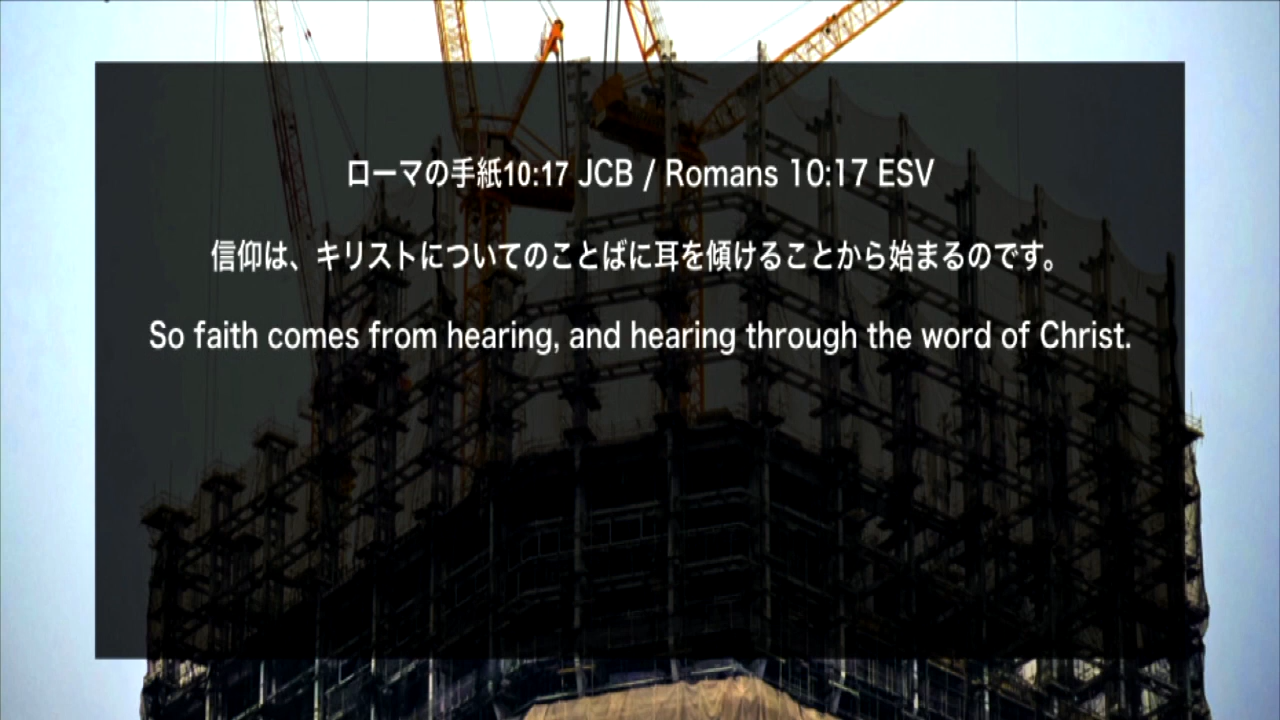 ローマの手紙10:17 JCB / Romans 10:17 ESV
信仰は、キリストについてのことばに耳を傾けることから始まるのです。
So faith comes from hearing, and hearing through the word of Christ.